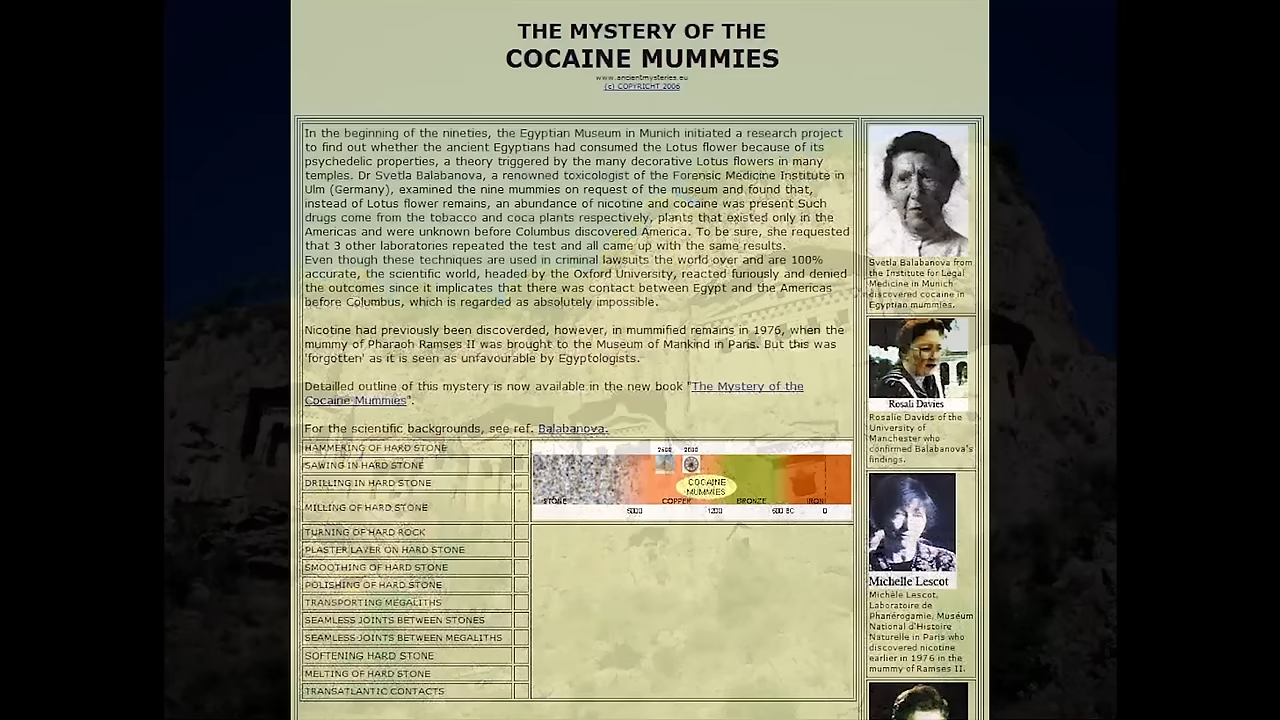 THE MYSTERY OF THE
COCAINE MUMMIES
www.ancientmysteries.eu
(c) COPYRIGHT 2006
In the beginning of the nineties, the Egyptian Museum in Munich initiated a research project
to find out whether the ancient Egyptians had consumed the Lotus flower because of its
psychedelic properties, a theory triggered by the many decorative Lotus flowers in many
temples. Dr Svetla Balabanova, a renowned toxicologist of the Forensic Medicine Institute in
Ulm (Germany), examined the nine mummies on request of the museum and found that,
instead of Lotus flower remains, an abundance of nicotine and cocaine was present Such
drugs come from the tobacco and coca plants respectively, plants that existed only in the
Americas and were unknown before Columbus discovered America. To be sure, she requested
that 3 other laboratories repeated the test and all came up with the same results.
Even though these techniques are used in criminal lawsuits the world over and are 100%
accurate, the scientific world, headed by the Oxford University, reacted furiously and denied
the outcomes since it implicates that there was contact between Egypt and the Americas
before Columbus, which is regarded as absolutely impossible.
Nicotine had previously been discoverded, however, in mummified remains in 1976, when the
mummy of Pharaoh Ramses II was brought to the Museum of Mankind in Paris. But this was
'forgotten' as it is seen as unfavourable by Egyptologists.
Detailled outline of this mystery is now available in the new book "The Mystery of the
Cocaine Mummies".
For the scientific backgrounds, see ref. Balabanova.
HAMMERING OF HARD STONE
SAWING IN HARD STONE
DRILLING IN HARD STONE
MILLING OF HARD STONE
TURNING OF HARD ROCK
PLASTER LAYER ON HARD STONE
SMOOTHING OF HARD STONE
POLISHING OF HARD STONE
TRANSPORTING MEGALITHS
SEAMLESS JOINTS BETWEEN STONES
SEAMLESS JOINTS BETWEEN MEGALITHS
SOFTENING HARD STONE
MELTING OF HARD STONE
TRANSATLANTIC CONTACTS
COCAINE
MUMMIES
STONE COPPER BRONZE IRON
5000 1200 600 BC 0
Svetla Balabanova from
the Institute for Legal
Medicine in Munich
discovered cocaine in
Egyptian mummies.
Rosali Davies
Rosalie Davids of the
University of
Manchester who
confirmed Balabanova's
findings.
Michelle Lescot
Michèle Lescot,
Laboratoire de
Phanérogamie, Muséum
National d'Histoire
Naturelle in Paris who
discovered nicotine
earlier in 1976 in the
mummy of Ramses II.